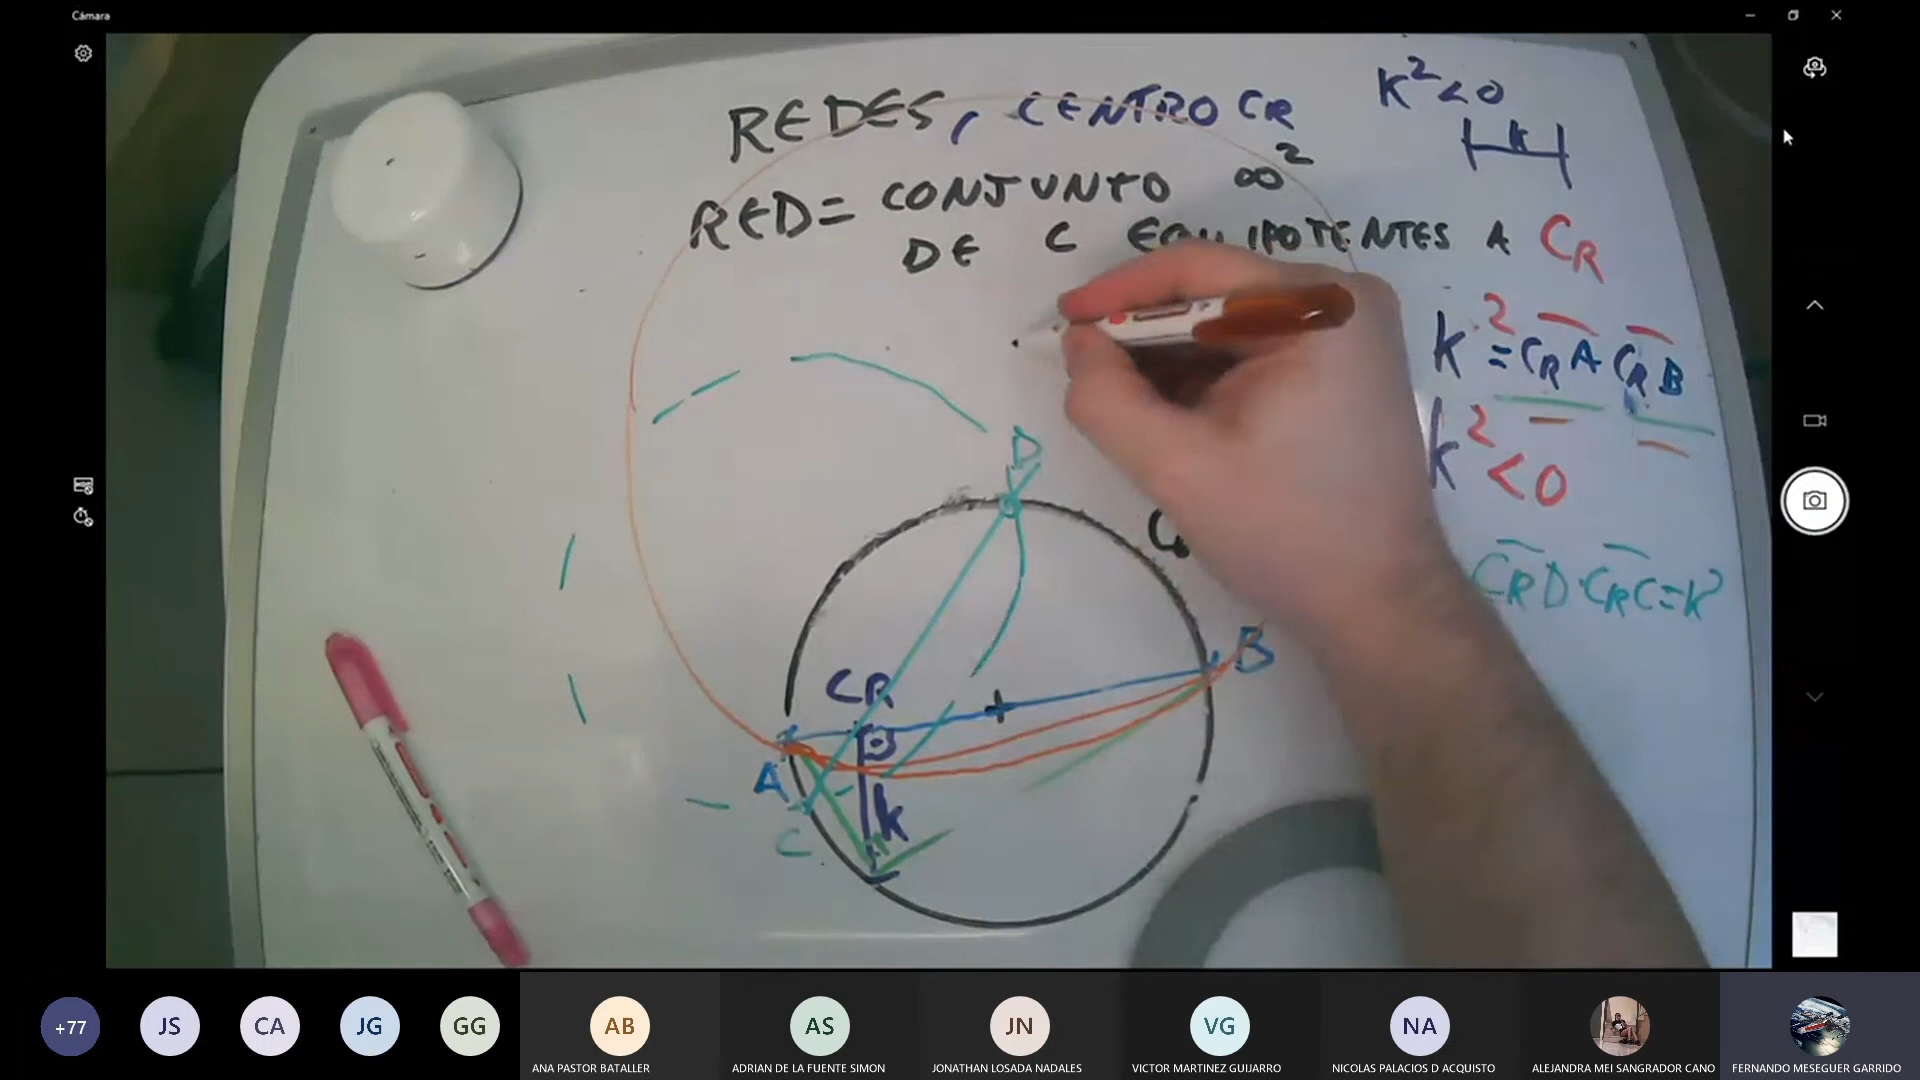 Cámara
REDES, CENTRO CR
K² < 0
K
RED = CONJUNTO ∞²
DE C EQUIPOTENTES A CR
K² = CRA CRB
K² < 0
CRD · CRC = K²
D
CR
B
A
K
C
+77
JS
CA
JG
GG
AB
AS
JN
VG
NA
ANA PASTOR BATALLER
ADRIAN DE LA FUENTE SIMON
JONATHAN LOSADA NADALES
VICTOR MARTINEZ GUIJARRO
NICOLAS PALACIOS D ACQUISTO
ALEJANDRA MEI SANGRADOR CANO
FERNANDO MESEGUER GARRIDO